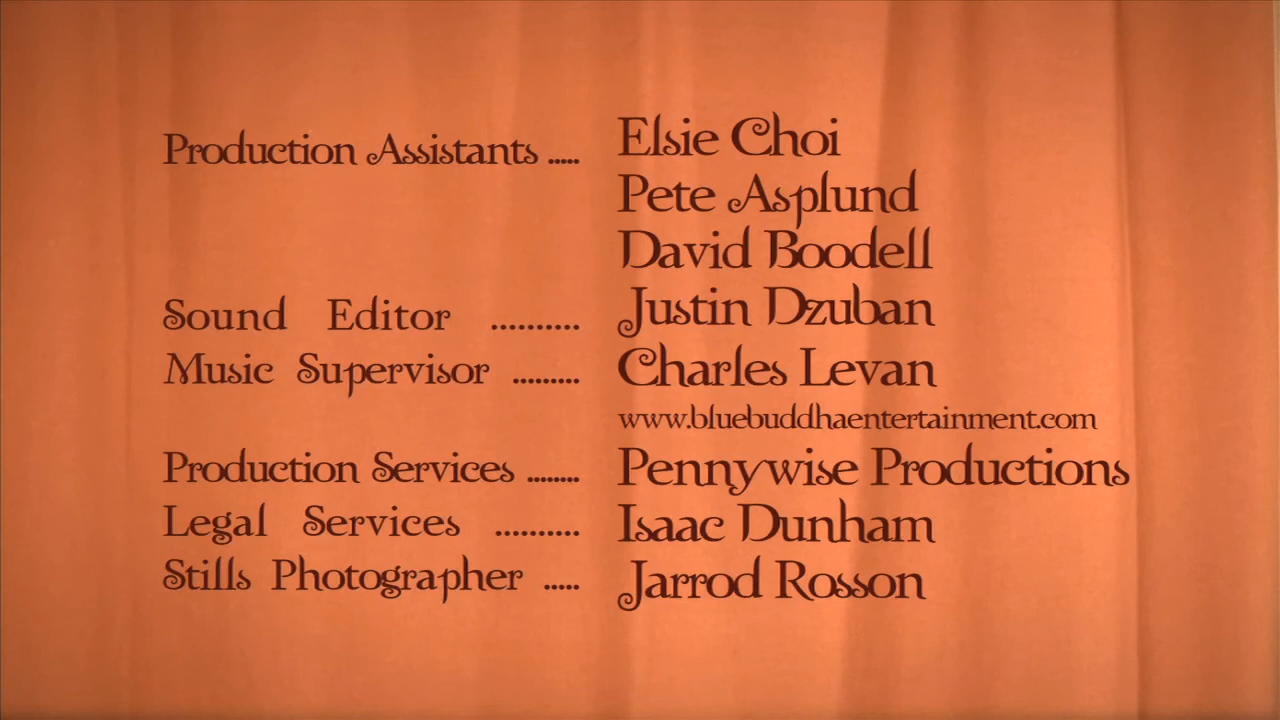 Production Assistants ..... Elsie Choi
Pete Asplund
David Boodell
Sound Editor .......... Justin Dzuban
Music Supervisor ......... Charles Levan
www.bluebuddhaentertainment.com
Production Services ........ Pennywise Productions
Legal Services .......... Isaac Dunham
Stills Photographer ..... Jarrod Rosson